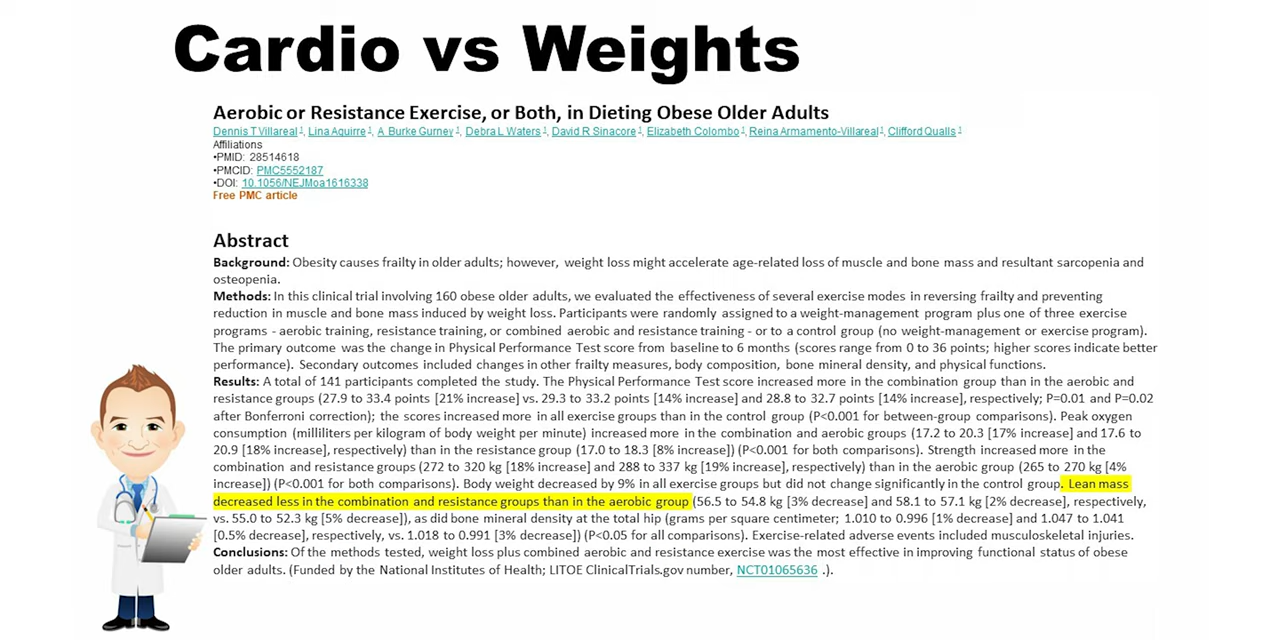 Cardio vs Weights
Aerobic or Resistance Exercise, or Both, in Dieting Obese Older Adults
Dennis T Villareal 1, Lina Aguirre 1, A Burke Gurney 1, Debra L Waters 1, David R Sinacore 1, Elizabeth Colombo 1, Reina Armamento-Villareal 1, Clifford Qualls 1
Affiliations
•PMID: 28514618
•PMCID: PMC5552187
•DOI: 10.1056/NEJMoa1616338
Free PMC article
Abstract
Background: Obesity causes frailty in older adults; however, weight loss might accelerate age-related loss of muscle and bone mass and resultant sarcopenia and
osteopenia.
Methods: In this clinical trial involving 160 obese older adults, we evaluated the effectiveness of several exercise modes in reversing frailty and preventing
reduction in muscle and bone mass induced by weight loss. Participants were randomly assigned to a weight-management program plus one of three exercise
programs - aerobic training, resistance training, or combined aerobic and resistance training - or to a control group (no weight-management or exercise program).
The primary outcome was the change in Physical Performance Test score from baseline to 6 months (scores range from 0 to 36 points; higher scores indicate better
performance). Secondary outcomes included changes in other frailty measures, body composition, bone mineral density, and physical functions.
Results: A total of 141 participants completed the study. The Physical Performance Test score increased more in the combination group than in the aerobic and
resistance groups (27.9 to 33.4 points [21% increase] vs. 29.3 to 33.2 points [14% increase] and 28.8 to 32.7 points [14% increase], respectively; P=0.01 and P=0.02
after Bonferroni correction); the scores increased more in all exercise groups than in the control group (P<0.001 for between-group comparisons). Peak oxygen
consumption (milliliters per kilogram of body weight per minute) increased more in the combination and aerobic groups (17.2 to 20.3 [17% increase] and 17.6 to
20.9 [18% increase], respectively) than in the resistance group (17.0 to 18.3 [8% increase]) (P<0.001 for both comparisons). Strength increased more in the
combination and resistance groups (272 to 320 kg [18% increase] and 288 to 337 kg [19% increase], respectively) than in the aerobic group (265 to 270 kg [4%
increase]) (P<0.001 for both comparisons). Body weight decreased by 9% in all exercise groups but did not change significantly in the control group. Lean mass
decreased less in the combination and resistance groups than in the aerobic group (56.5 to 54.8 kg [3% decrease] and 58.1 to 57.1 kg [2% decrease], respectively,
vs. 55.0 to 52.3 kg [5% decrease]), as did bone mineral density at the total hip (grams per square centimeter; 1.010 to 0.996 [1% decrease] and 1.047 to 1.041
[0.5% decrease], respectively, vs. 1.018 to 0.991 [3% decrease]) (P<0.05 for all comparisons). Exercise-related adverse events included musculoskeletal injuries.
Conclusions: Of the methods tested, weight loss plus combined aerobic and resistance exercise was the most effective in improving functional status of obese
older adults. (Funded by the National Institutes of Health; LITOE ClinicalTrials.gov number, NCT01065636 .).